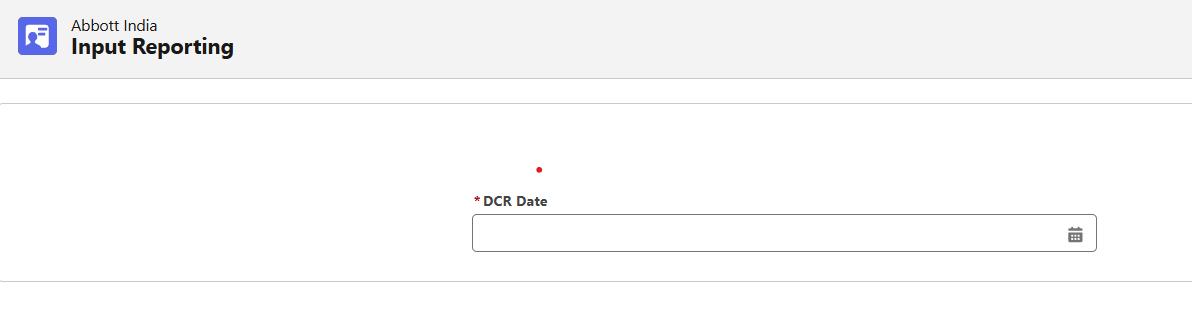 Abbott India
Input Reporting
* DCR Date